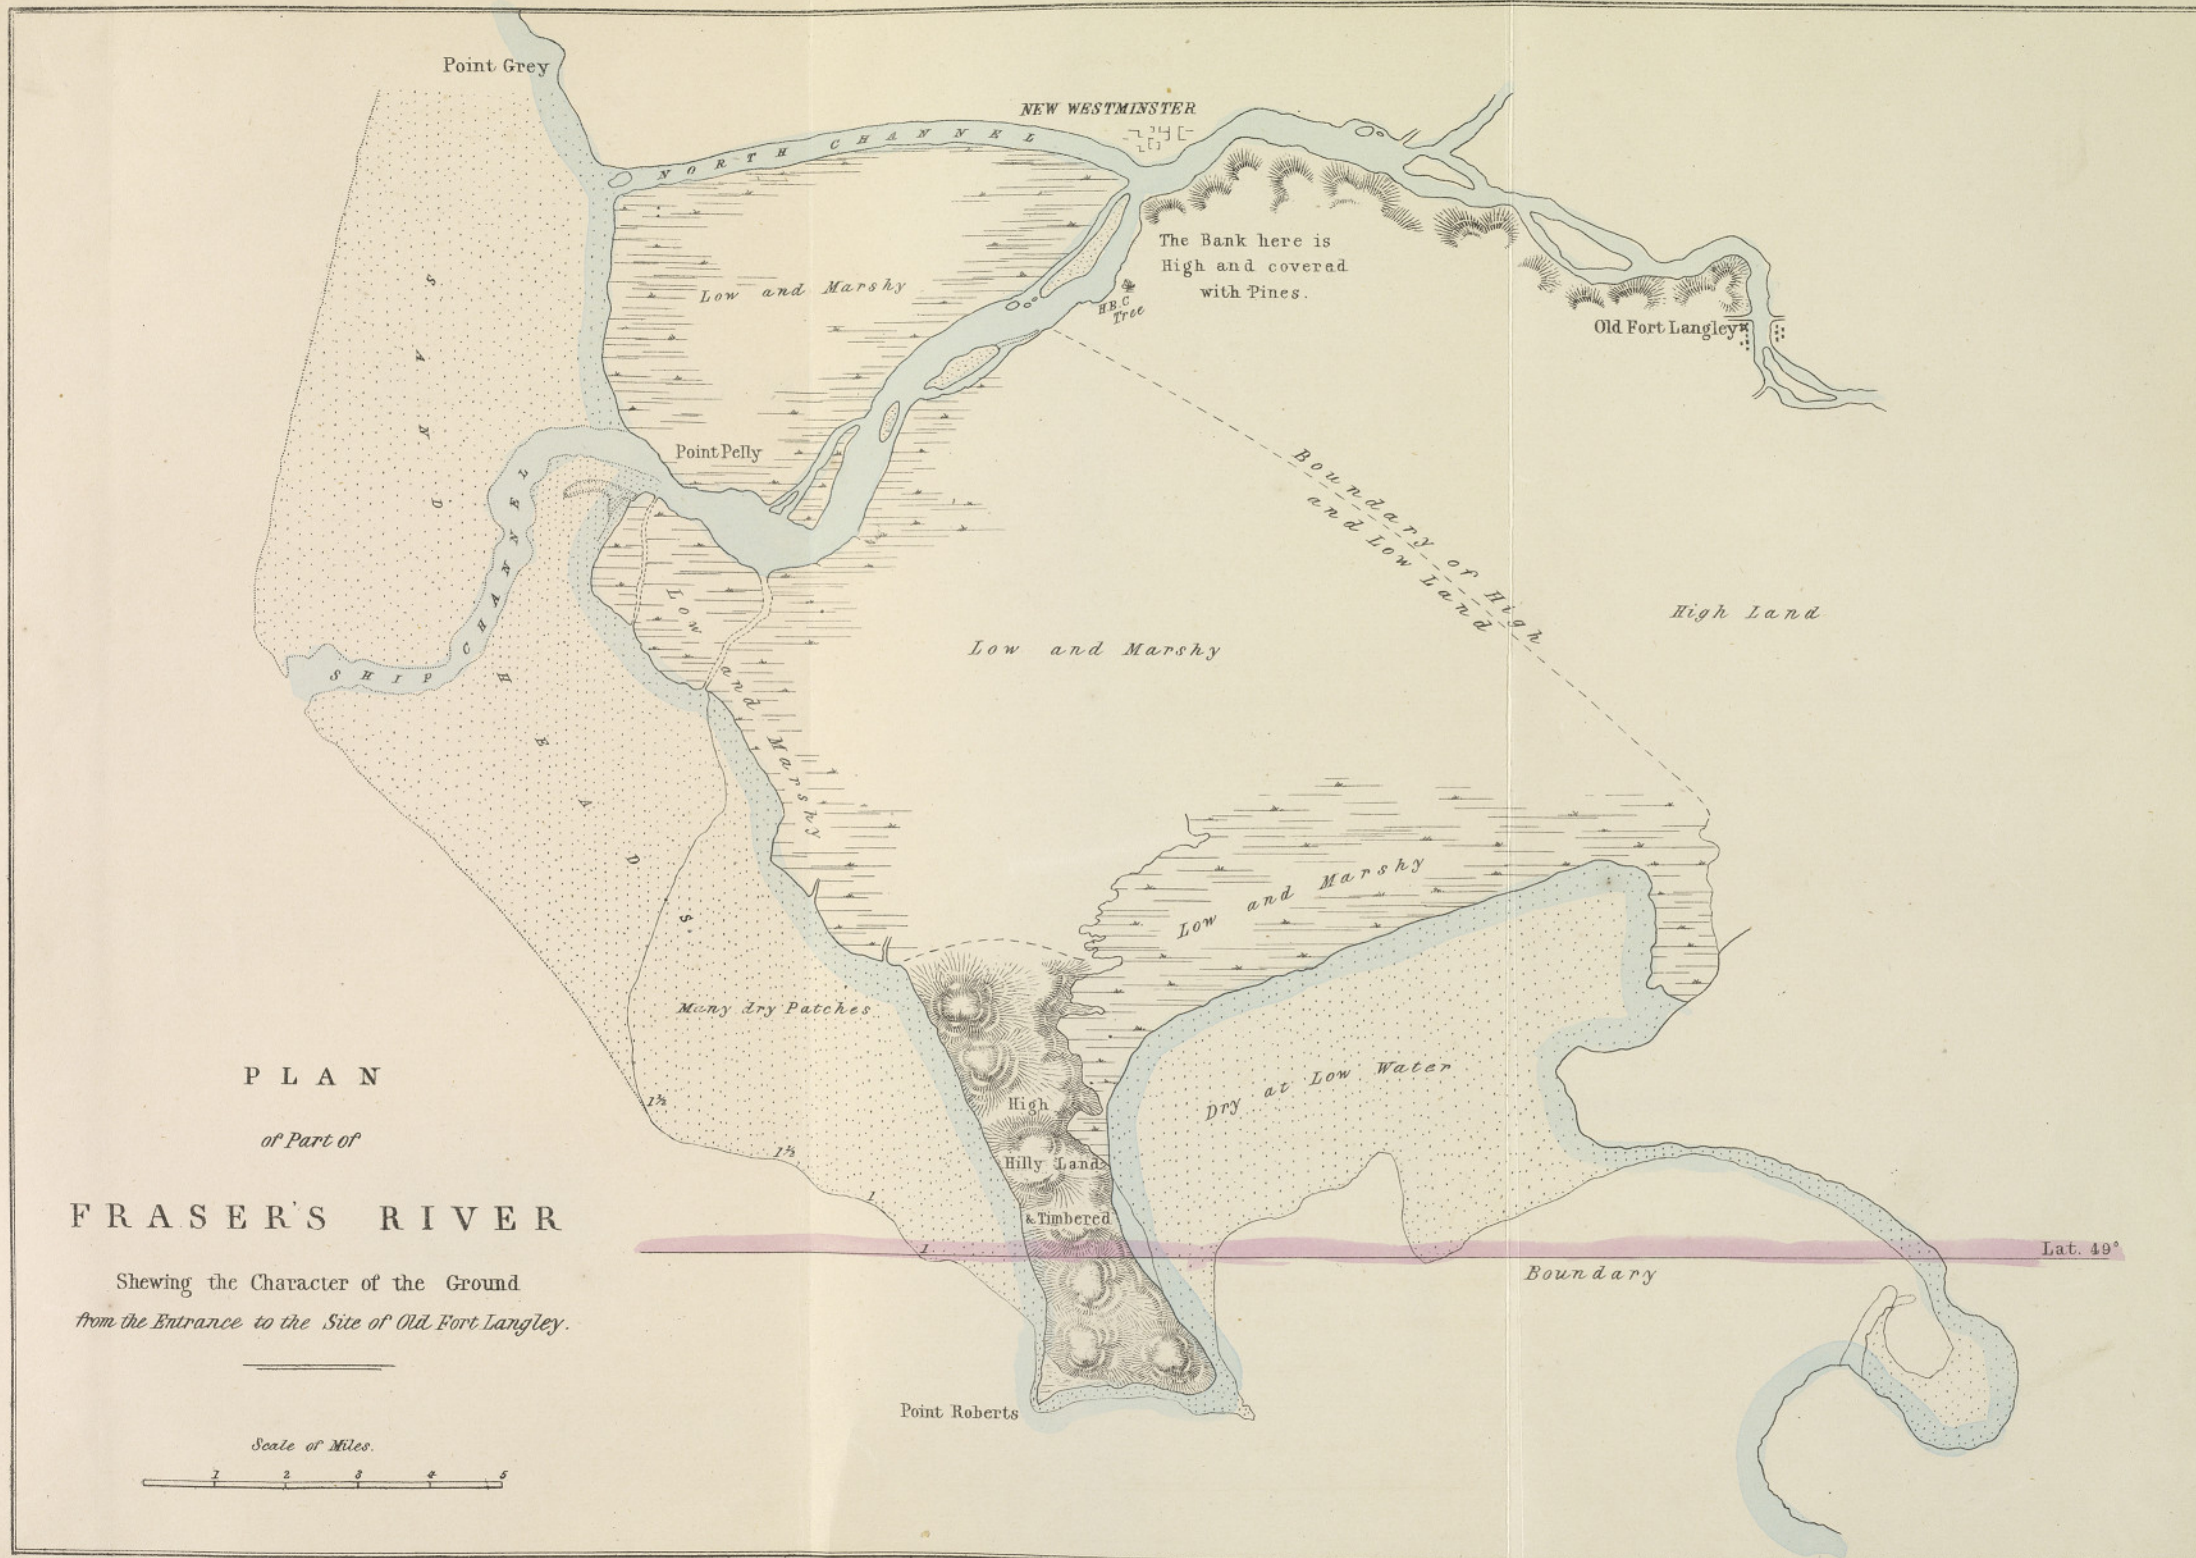 Point Grey
NEW WESTMINSTER
NORTH CHANNEL
The Bank here is
High and covered
with Pines.
Low and Marshy
H.B.C
Tree
Old Fort Langley
SAND
HEADS
Point Pelly
SHIP CHANNEL
Boundary of High
and Low Land
High Land
Low and Marshy
Low and Marshy
Low and Marshy
Many dry Patches
Dry at Low Water
High
Hilly Land
& Timbered
1½
1½
1
1
Lat. 49°
Boundary
Point Roberts
PLAN
of Part of
FRASER'S RIVER
Shewing the Character of the Ground
from the Entrance to the Site of Old Fort Langley.
Scale of Miles.
1 2 3 4 5